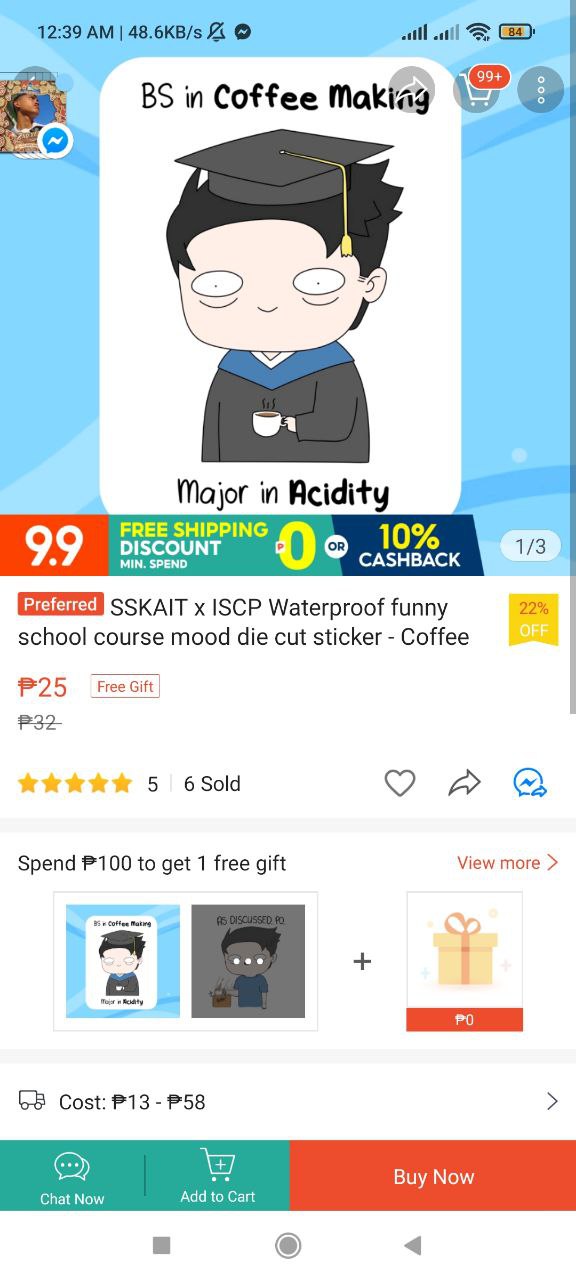 12:39 AM | 48.6KB/s
84
BS in Coffee Making
99+
Major in Acidity
9.9
FREE SHIPPING
DISCOUNT
MIN. SPEND
₱0
OR
10%
CASHBACK
1/3
Preferred SSKAIT x ISCP Waterproof funny
school course mood die cut sticker - Coffee
22%
OFF
₱25
Free Gift
₱32
5 | 6 Sold
Spend ₱100 to get 1 free gift
View more >
BS in Coffee Making
Major in Acidity
AS DISCUSSED PO
+
₱0
Cost: ₱13 - ₱58
Chat Now
Add to Cart
Buy Now